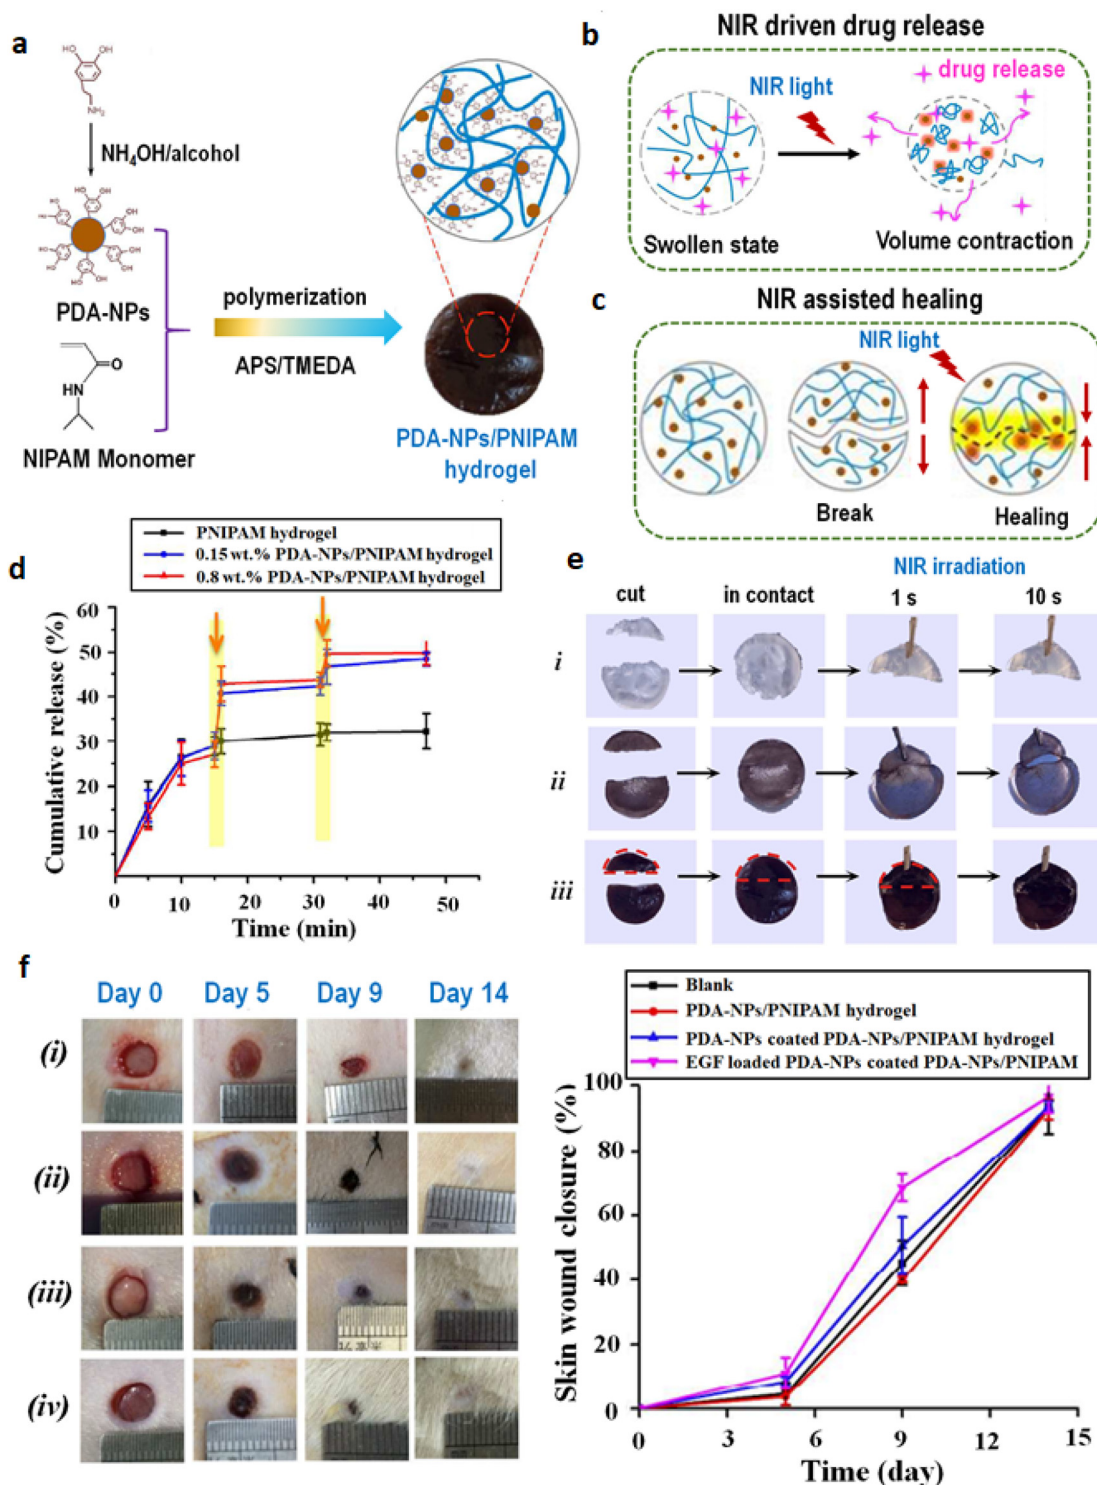 a
HO
OH
NH2
NH4OH/alcohol
PDA-NPs
NIPAM Monomer
O
HN
polymerization
APS/TMEDA
PDA-NPs/PNIPAM
hydrogel
b
NIR driven drug release
NIR light
drug release
Swollen state
Volume contraction
c
NIR assisted healing
NIR light
Break
Healing
d
PNIPAM hydrogel
0.15 wt.% PDA-NPs/PNIPAM hydrogel
0.8 wt.% PDA-NPs/PNIPAM hydrogel
Cumulative release (%)
60
50
40
30
20
10
0
0 10 20 30 40 50
Time (min)
e
NIR irradiation
cut in contact 1 s 10 s
i
ii
iii
f
Day 0 Day 5 Day 9 Day 14
(i)
(ii)
(iii)
(iv)
Blank
PDA-NPs/PNIPAM hydrogel
PDA-NPs coated PDA-NPs/PNIPAM hydrogel
EGF loaded PDA-NPs coated PDA-NPs/PNIPAM
Skin wound closure (%)
100
80
60
40
20
0
0 3 6 9 12 15
Time (day)